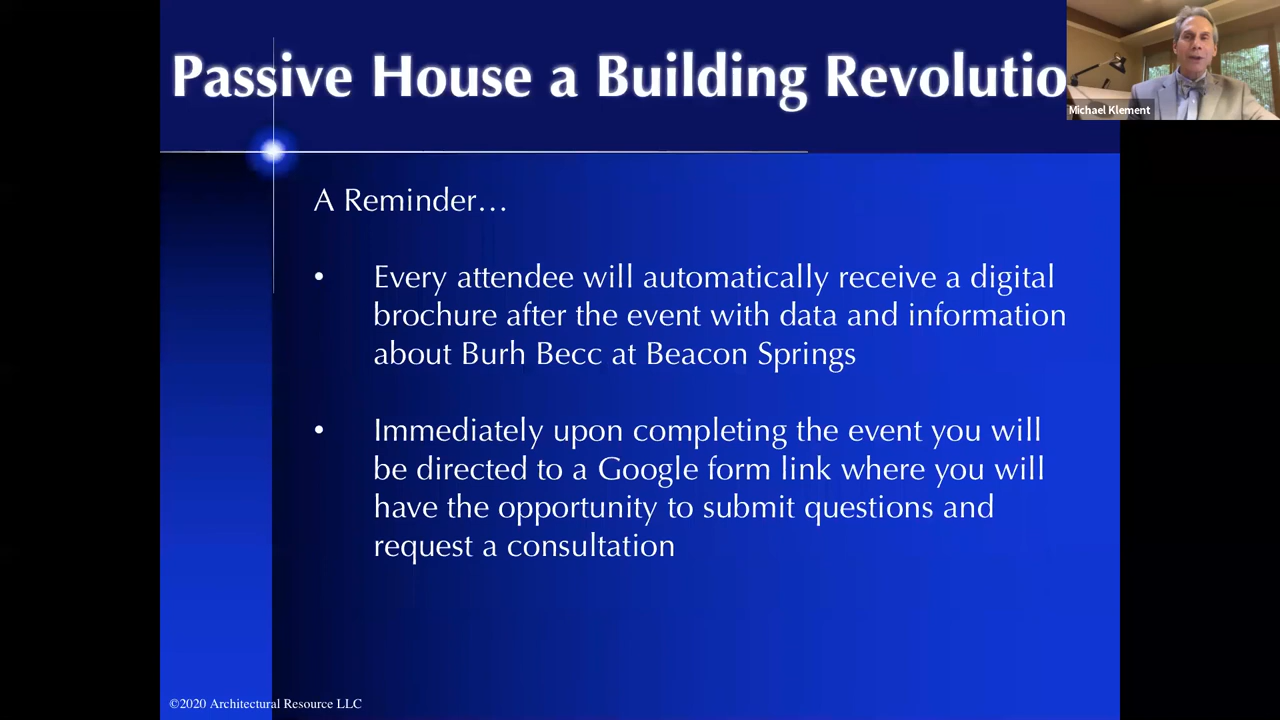 Passive House a Building Revolutio
Michael Klement
A Reminder…
• Every attendee will automatically receive a digital
brochure after the event with data and information
about Burh Becc at Beacon Springs
• Immediately upon completing the event you will
be directed to a Google form link where you will
have the opportunity to submit questions and
request a consultation
©2020 Architectural Resource LLC